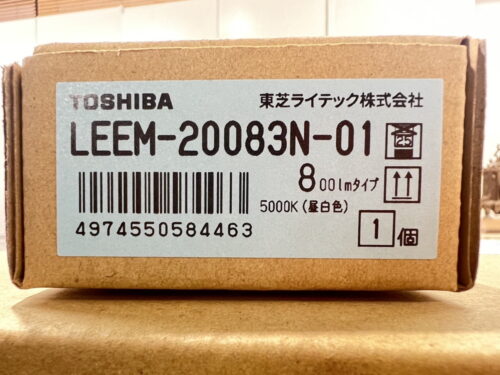 TOSHIBA 東芝ライテック株式会社
LEEM-20083N-01
25
800lmタイプ
5000K(昼白色)
4974550584463
1個